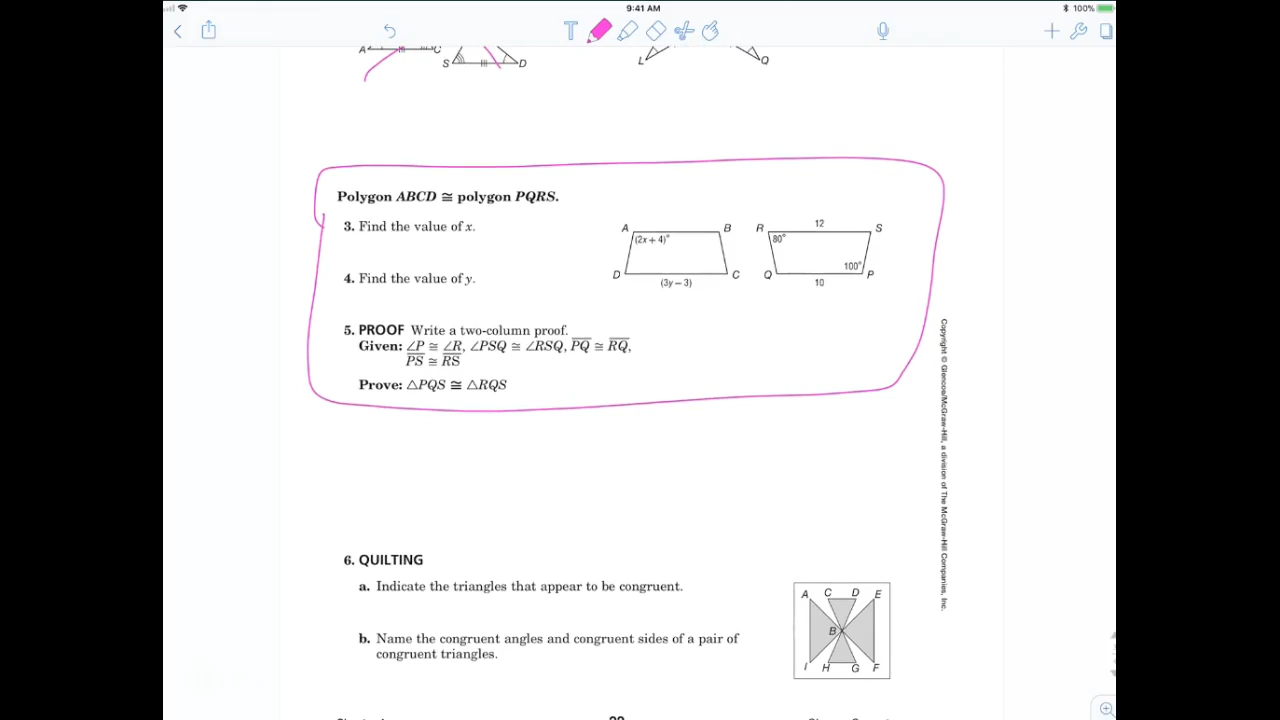 9:41 AM
100%
A
C
S
D
L
Q
Polygon ABCD ≅ polygon PQRS.
3. Find the value of x.
A
B
(2x + 4)°
D
C
(3y – 3)
R
12
S
80°
100°
Q
P
10
4. Find the value of y.
5. PROOF Write a two-column proof.
Given: ∠P ≅ ∠R, ∠PSQ ≅ ∠RSQ, PQ ≅ RQ,
PS ≅ RS
Prove: △PQS ≅ △RQS
Copyright © Glencoe/McGraw-Hill, a division of The McGraw-Hill Companies, Inc.
6. QUILTING
a. Indicate the triangles that appear to be congruent.
b. Name the congruent angles and congruent sides of a pair of
congruent triangles.
A C D E
B
I H G F